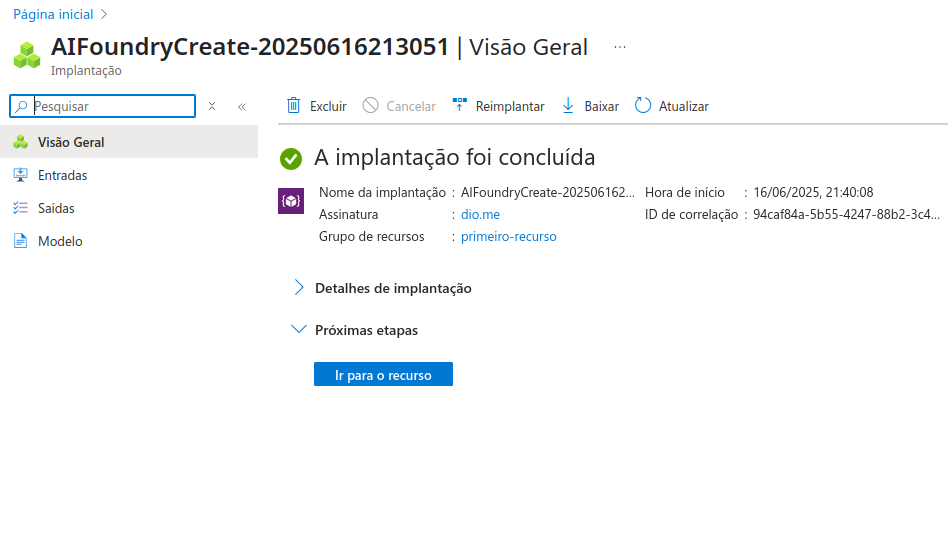 Página inicial
AIFoundryCreate-20250616213051 | Visão Geral ...
Implantação
Pesquisar
Excluir Cancelar Reimplantar Baixar Atualizar
Visão Geral
Entradas
Saídas
Modelo
A implantação foi concluída
Nome da implantação : AIFoundryCreate-202506162... Hora de início : 16/06/2025, 21:40:08
Assinatura : dio.me ID de correlação : 94caf84a-5b55-4247-88b2-3c4...
Grupo de recursos : primeiro-recurso
Detalhes de implantação
Próximas etapas
Ir para o recurso